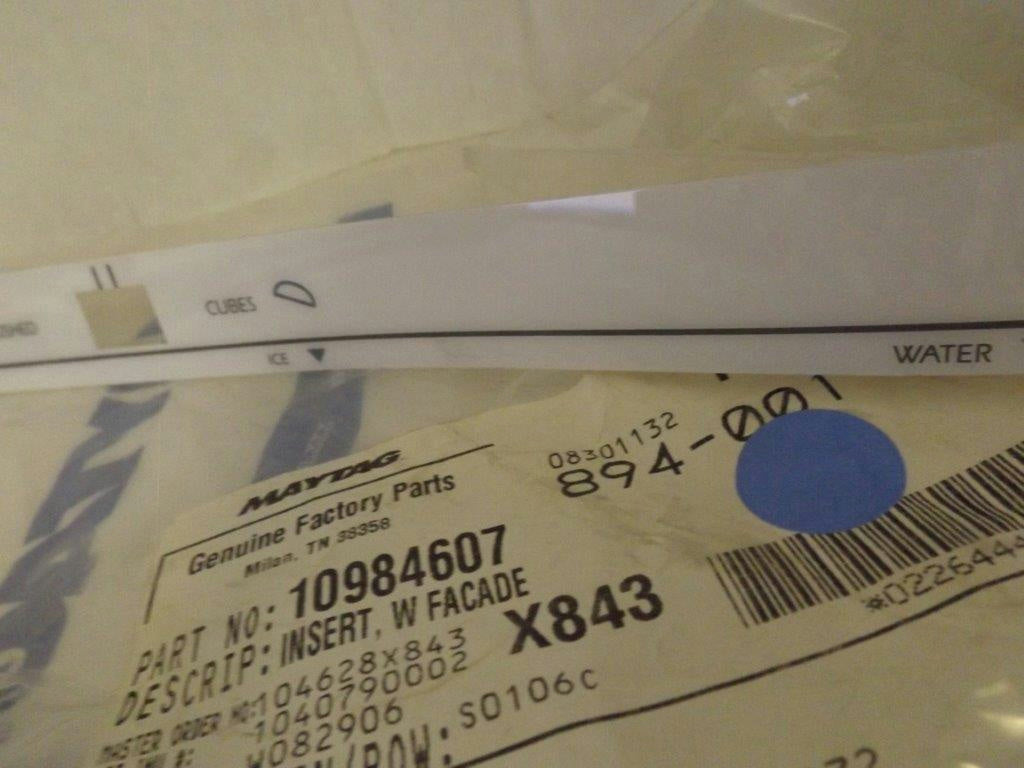 CUBES
ICE
WATER
08301132
894-001
MAYTAG
Genuine Factory Parts
Milan, TN 38358
PART NO: 10984607
DESCRIP: INSERT, W FACADE
X843
MASTER ORDER NO: 104628X843
1040790002
W082906
S0106C